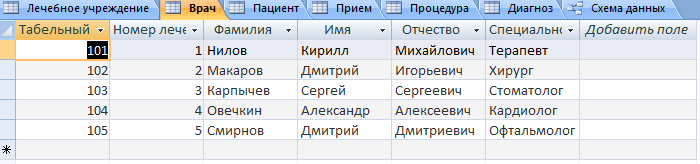 Лечебное учреждение Врач Пациент Прием Процедура Диагноз Схема данных
Табельный Номер лече Фамилия Имя Отчество Специально Добавить поле
101 1 Нилов Кирилл Михайлович Терапевт
102 2 Макаров Дмитрий Игорьевич Хирург
103 3 Карпычев Сергей Сергеевич Стоматолог
104 4 Овечкин Александр Алексеевич Кардиолог
105 5 Смирнов Дмитрий Дмитриевич Офтальмолог